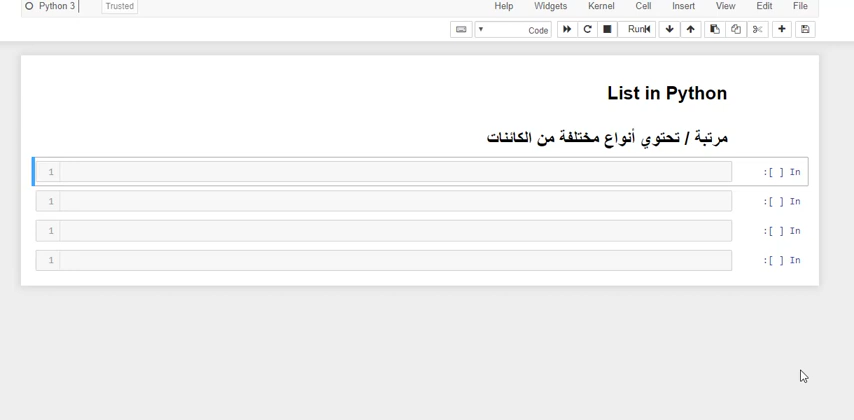 File Edit View Insert Cell Kernel Widgets Help Trusted Python 3
Run Code
List in Python
مرتبة / تحتوي أنواع مختلفة من الكائنات
In [ ]: 1
In [ ]: 1
In [ ]: 1
In [ ]: 1